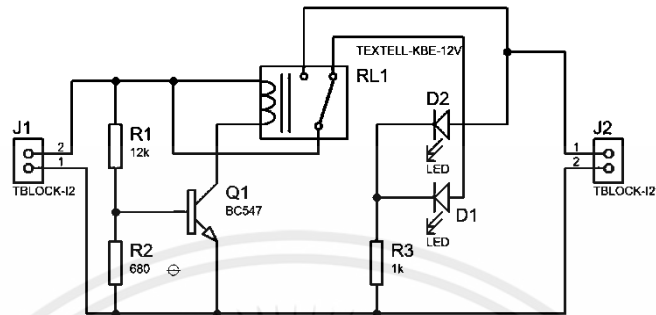 TEXTELL-KBE-12V
RL1
J1
2
1
TBLOCK-I2
R1
12k
Q1
BC547
R2
680
D2
LED
D1
LED
R3
1k
J2
1
2
TBLOCK-I2